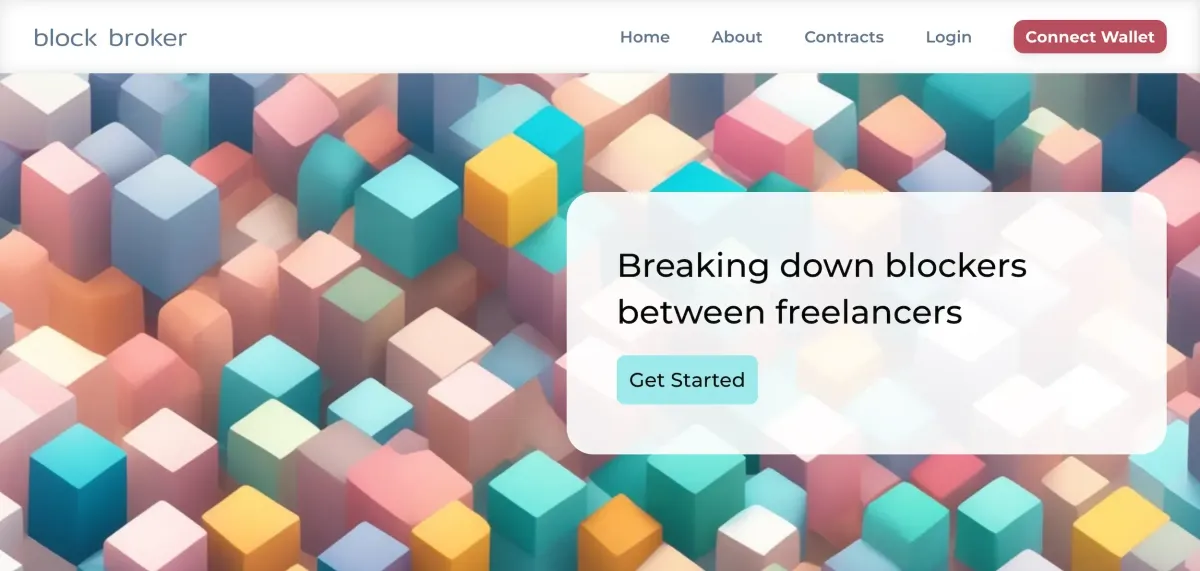 block broker
Home About Contracts Login Connect Wallet
Breaking down blockers
between freelancers
Get Started